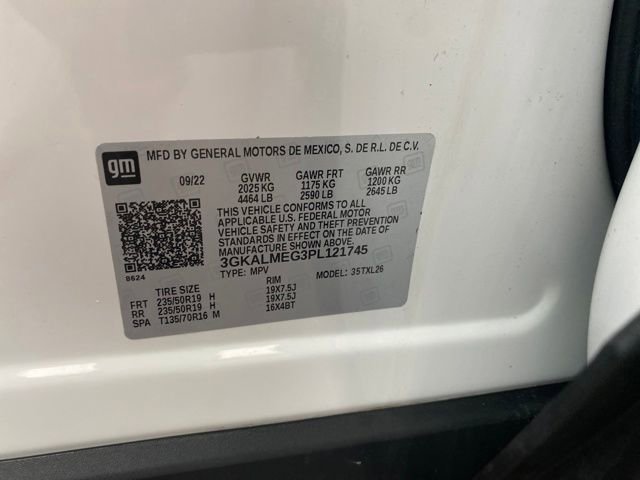 gm
MFD BY GENERAL MOTORS DE MEXICO, S. DE R.L. DE C.V.
09/22 GVWR GAWR FRT GAWR RR
2025 KG 1175 KG 1200 KG
4464 LB 2590 LB 2645 LB
THIS VEHICLE CONFORMS TO ALL
APPLICABLE U.S. FEDERAL MOTOR
VEHICLE SAFETY AND THEFT PREVENTION
STANDARDS IN EFFECT ON THE DATE OF
MANUFACTURE SHOWN ABOVE.
3GKALMEG3PL121745
8624 TYPE: MPV MODEL: 35TXL26
TIRE SIZE RIM
FRT 235/50R19 H 19X7.5J
RR 235/50R19 H 19X7.5J
SPA T135/70R16 M 16X4BT